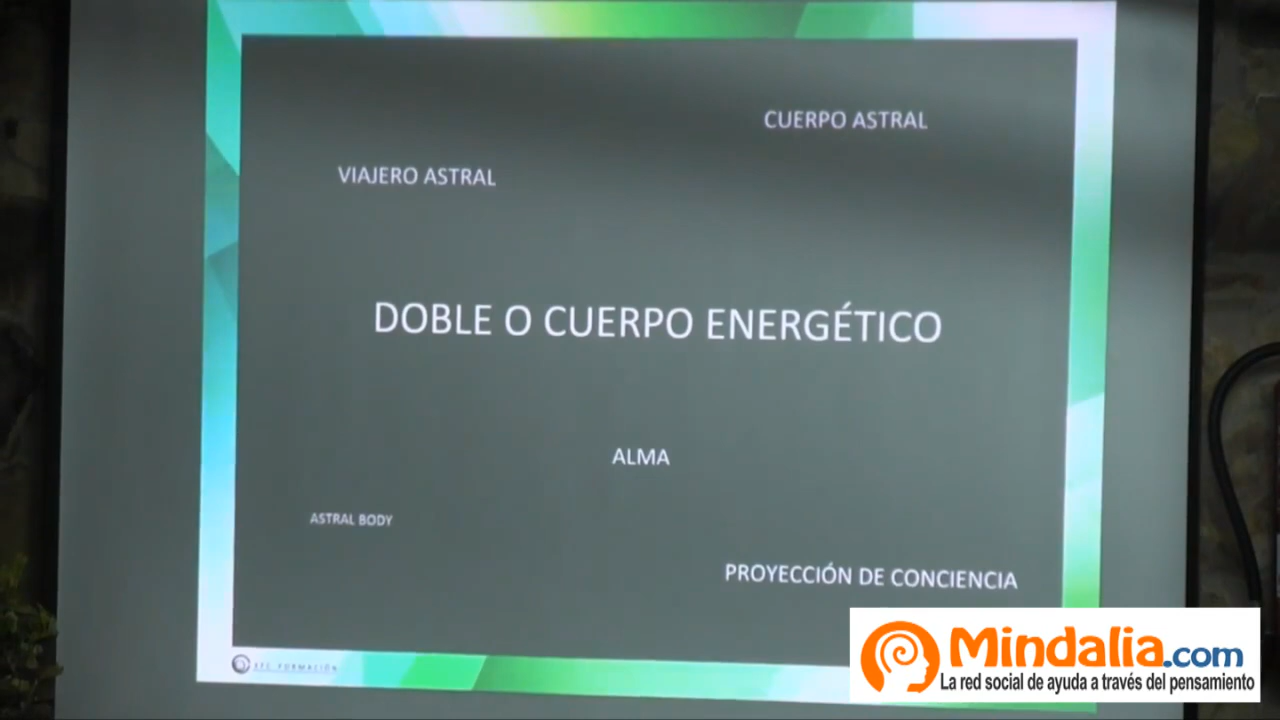 CUERPO ASTRAL
VIAJERO ASTRAL
DOBLE O CUERPO ENERGÉTICO
ALMA
ASTRAL BODY
PROYECCIÓN DE CONCIENCIA
FORMACIÓN
Mindalia.com
La red social de ayuda a través del pensamiento